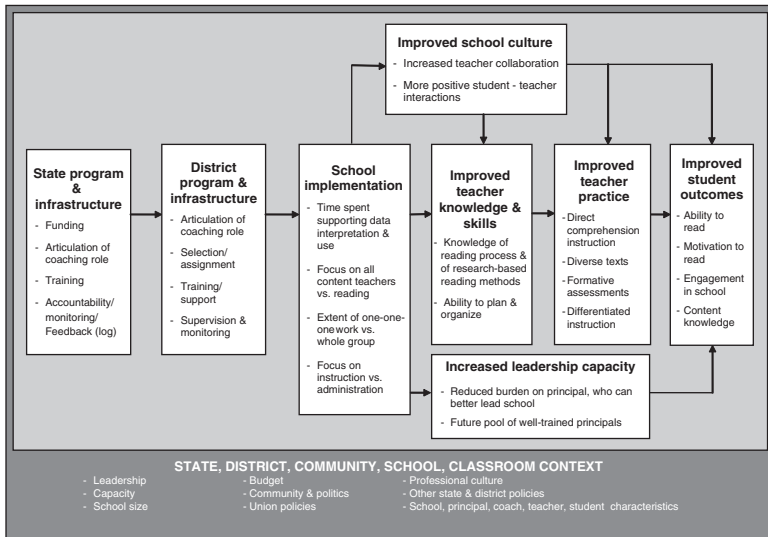 Improved school culture
- Increased teacher collaboration
- More positive student - teacher
interactions
State program
&
infrastructure
- Funding
- Articulation of
coaching role
- Training
- Accountability/
monitoring/
Feedback (log)
District
program &
infrastructure
- Articulation of
coaching role
- Selection/
assignment
- Training/
support
- Supervision &
monitoring
School
implementation
- Time spent
supporting data
interpretation &
use
- Focus on all
content teachers
vs. reading
- Extent of one-on-
onework vs.
whole group
- Focus on
instruction vs.
administration
Improved
teacher
knowledge &
skills
- Knowledge of
reading process &
of research-based
reading methods
- Ability to plan &
organize
Improved
teacher
practice
-Direct
comprehension
instruction
-Diverse texts
-Formative
assessments
-Differentiated
instruction
Improved
student
outcomes
- Ability to
read
- Motivation to
read
- Engagement
in school
- Content
knowledge
Increased leadership capacity
- Reduced burden on principal, who can
better lead school
- Future pool of well-trained principals
STATE, DISTRICT, COMMUNITY, SCHOOL, CLASSROOM CONTEXT
- Leadership
- Capacity
- School size
- Budget
- Community & politics
- Union policies
- Professional culture
- Other state & district policies
- School, principal, coach, teacher, student characteristics